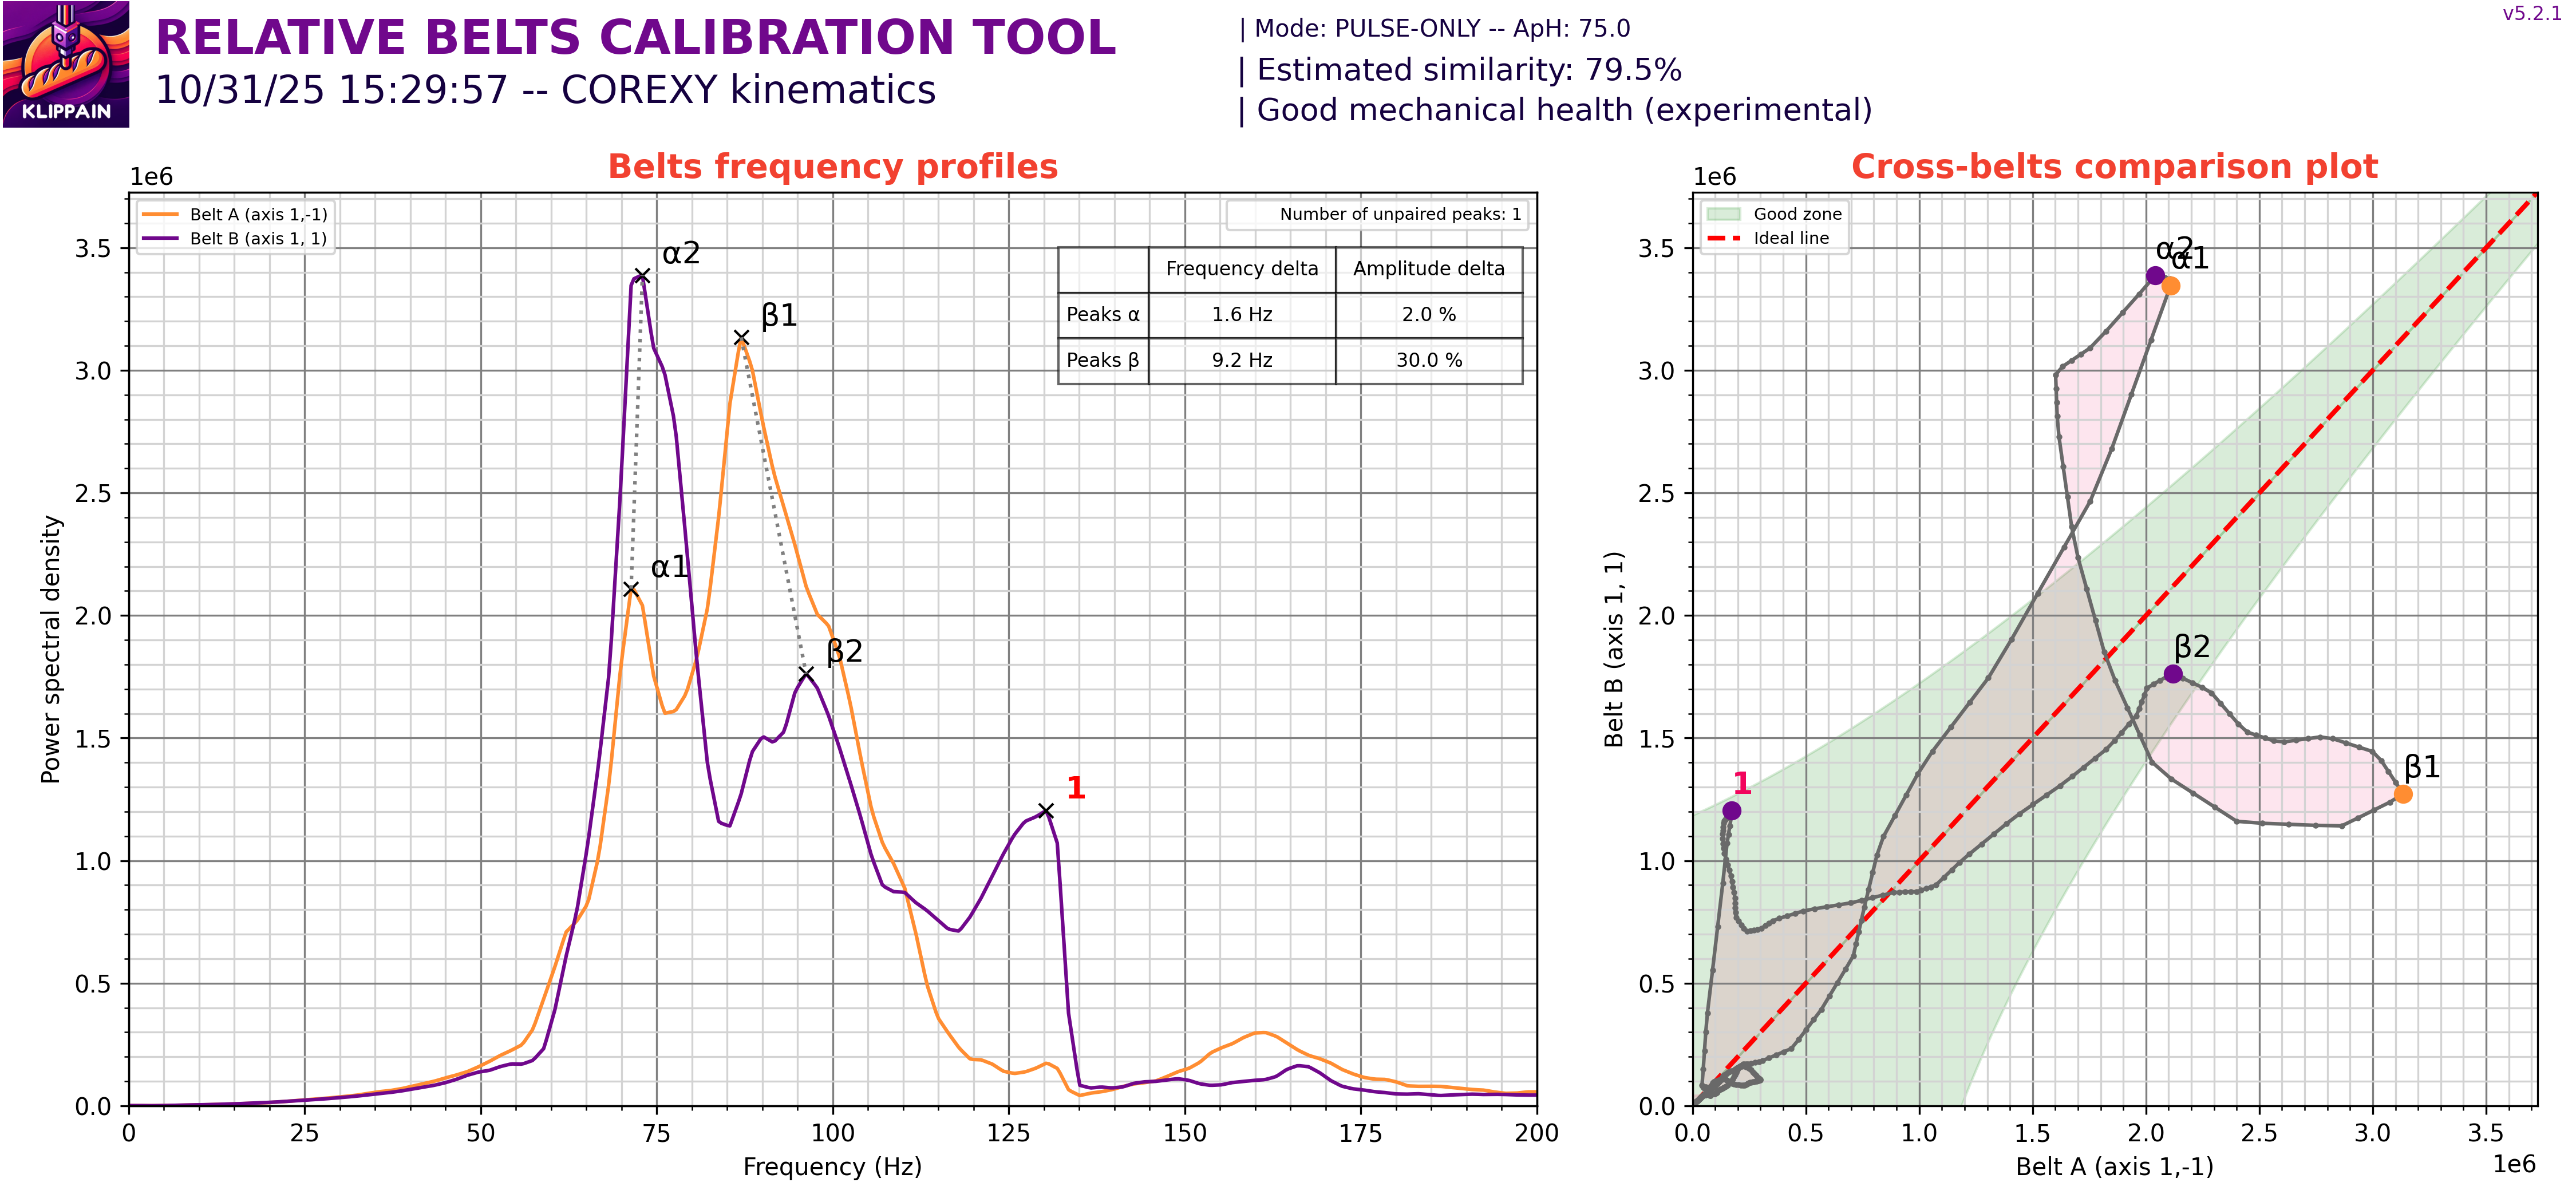 KLIPPAIN
RELATIVE BELTS CALIBRATION TOOL
10/31/25 15:29:57 -- COREXY kinematics
| Mode: PULSE-ONLY -- ApH: 75.0
| Estimated similarity: 79.5%
| Good mechanical health (experimental)
v5.2.1
Belts frequency profiles
1e6
Belt A (axis 1,-1)
Belt B (axis 1, 1)
Number of unpaired peaks: 1
Frequency delta Amplitude delta
Peaks α 1.6 Hz 2.0 %
Peaks β 9.2 Hz 30.0 %
α2
β1
α1
β2
1
Power spectral density
3.5
3.0
2.5
2.0
1.5
1.0
0.5
0.0
0 25 50 75 100 125 150 175 200
Frequency (Hz)
Cross-belts comparison plot
1e6
Good zone
Ideal line
α2
α1
β2
β1
1
Belt B (axis 1, 1)
3.5
3.0
2.5
2.0
1.5
1.0
0.5
0.0
0.0 0.5 1.0 1.5 2.0 2.5 3.0 3.5
1e6
Belt A (axis 1,-1)